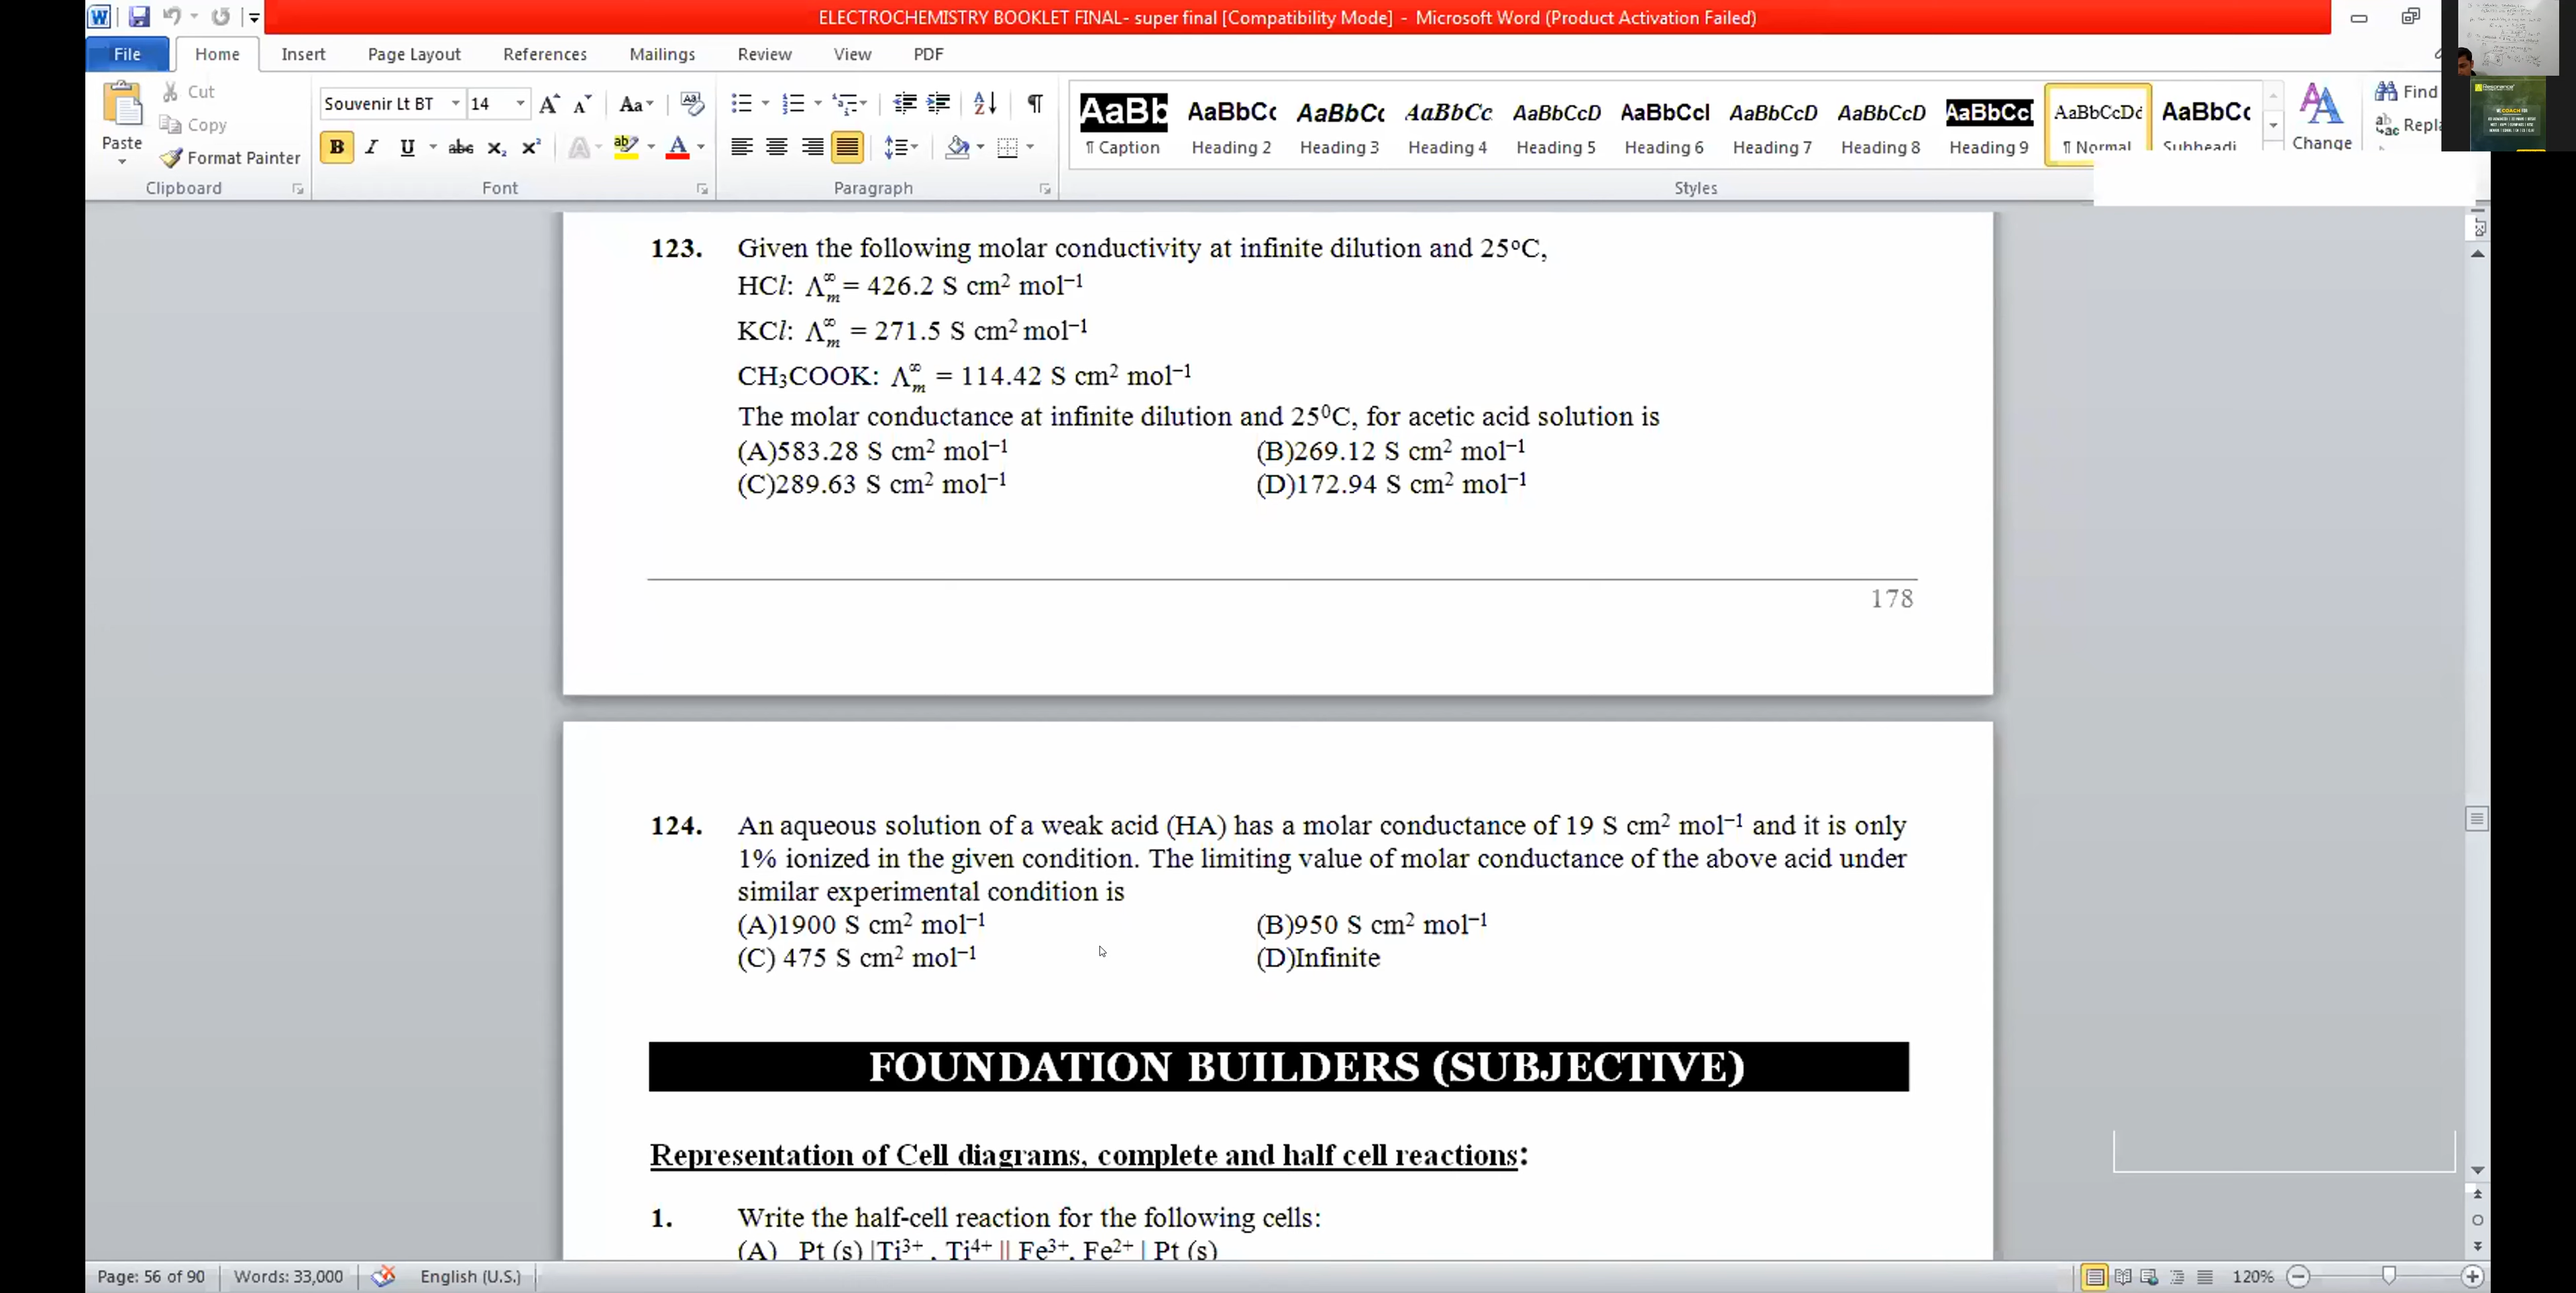 ELECTROCHEMISTRY BOOKLET FINAL- super final [Compatibility Mode] - Microsoft Word (Product Activation Failed)
File Home Insert Page Layout References Mailings Review View PDF
Cut
Copy
Paste
Format Painter
Clipboard
Souvenir Lt BT 14
Font
Paragraph
AaBb AaBbCc AaBbCc AaBbCc AaBbCcD AaBbCcl AaBbCcD AaBbCcD AaBbCcl AaBbCcDd AaBbCc
¶ Caption Heading 2 Heading 3 Heading 4 Heading 5 Heading 6 Heading 7 Heading 8 Heading 9 ¶ Normal Subheadi
Change
Find
Repla
Styles
123. Given the following molar conductivity at infinite dilution and 25ᵒC,
HCl: Λm∞ = 426.2 S cm² mol⁻¹
KCl: Λm∞ = 271.5 S cm² mol⁻¹
CH₃COOK: Λm∞ = 114.42 S cm² mol⁻¹
The molar conductance at infinite dilution and 25⁰C, for acetic acid solution is
(A)583.28 S cm² mol⁻¹ (B)269.12 S cm² mol⁻¹
(C)289.63 S cm² mol⁻¹ (D)172.94 S cm² mol⁻¹
178
124. An aqueous solution of a weak acid (HA) has a molar conductance of 19 S cm² mol⁻¹ and it is only
1% ionized in the given condition. The limiting value of molar conductance of the above acid under
similar experimental condition is
(A)1900 S cm² mol⁻¹ (B)950 S cm² mol⁻¹
(C) 475 S cm² mol⁻¹ (D)Infinite
FOUNDATION BUILDERS (SUBJECTIVE)
Representation of Cell diagrams, complete and half cell reactions:
1. Write the half-cell reaction for the following cells:
(A) Pt (s) |Ti³⁺ , Ti⁴⁺ || Fe³⁺, Fe²⁺ | Pt (s)
Page: 56 of 90 Words: 33,000 English (U.S.) 120%